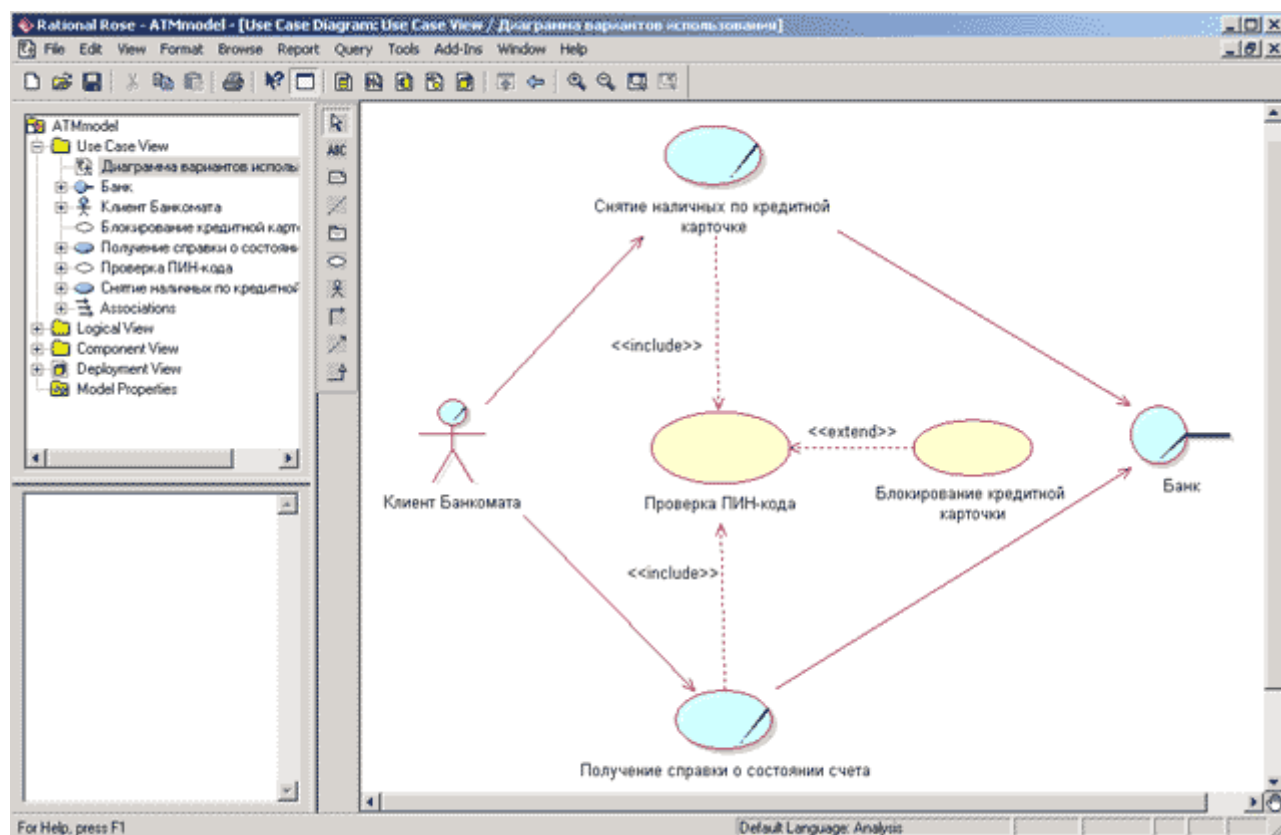 Rational Rose - ATMmodel - [Use Case Diagram: Use Case View / Диаграмма вариантов использования]
File Edit View Format Browse Report Query Tools Add-Ins Window Help
ATMmodel
Use Case View
Диаграмма вариантов исполь
Банк
Клиент Банкомата
Блокирование кредитной карт
Получение справки о состоян
Проверка ПИН-кода
Снятие наличных по кредитной
Associations
Logical View
Component View
Deployment View
Model Properties
ABC
Снятие наличных по кредитной
карточке
<<include>>
<<extend>>
Клиент Банкомата
Проверка ПИН-кода
Блокирование кредитной
карточки
Банк
<<include>>
Получение справки о состоянии счета
For Help, press F1
Default Language: Analysis